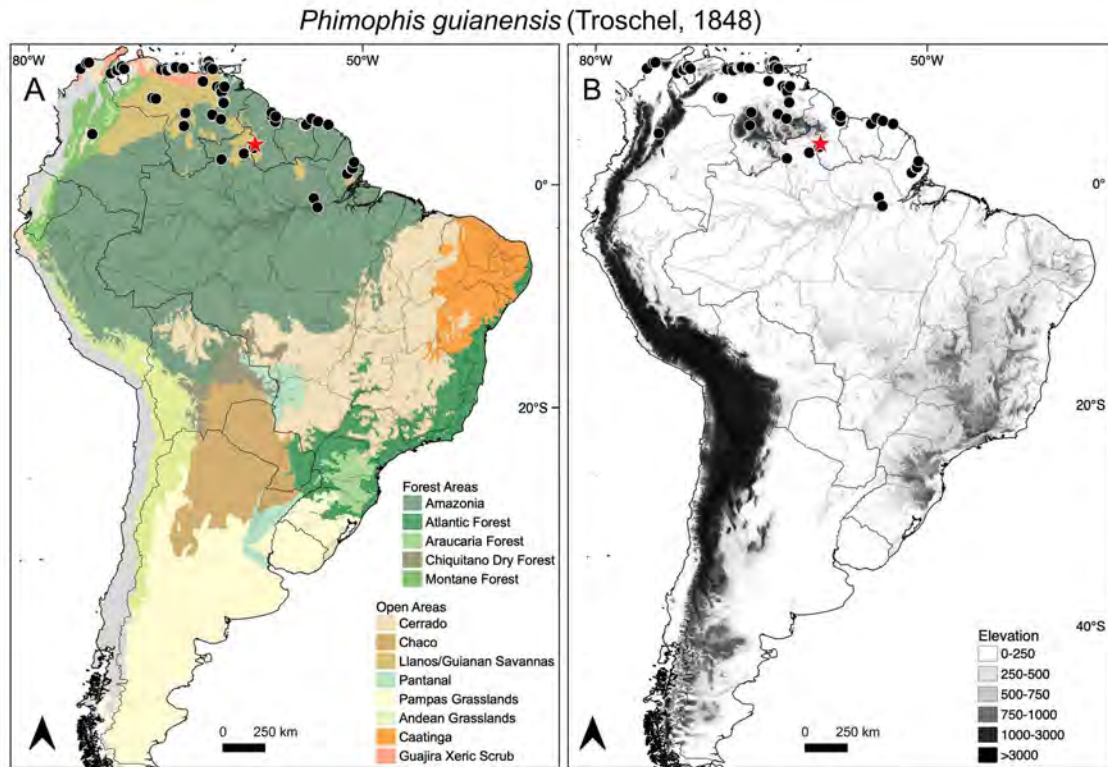 Phimophis guianensis (Troschel, 1848)
80°W
50°W
A
0°
20°S
Forest Areas
Amazonia
Atlantic Forest
Araucaria Forest
Chiquitano Dry Forest
Montane Forest
Open Areas
Cerrado
Chaco
Llanos/Guianan Savannas
Pantanal
Pampas Grasslands
Andean Grasslands
Caatinga
Guajira Xeric Scrub
0 250 km
80°W
50°W
B
0°
20°S
40°S
Elevation
0-250
250-500
500-750
750-1000
1000-3000
>3000
0 250 km